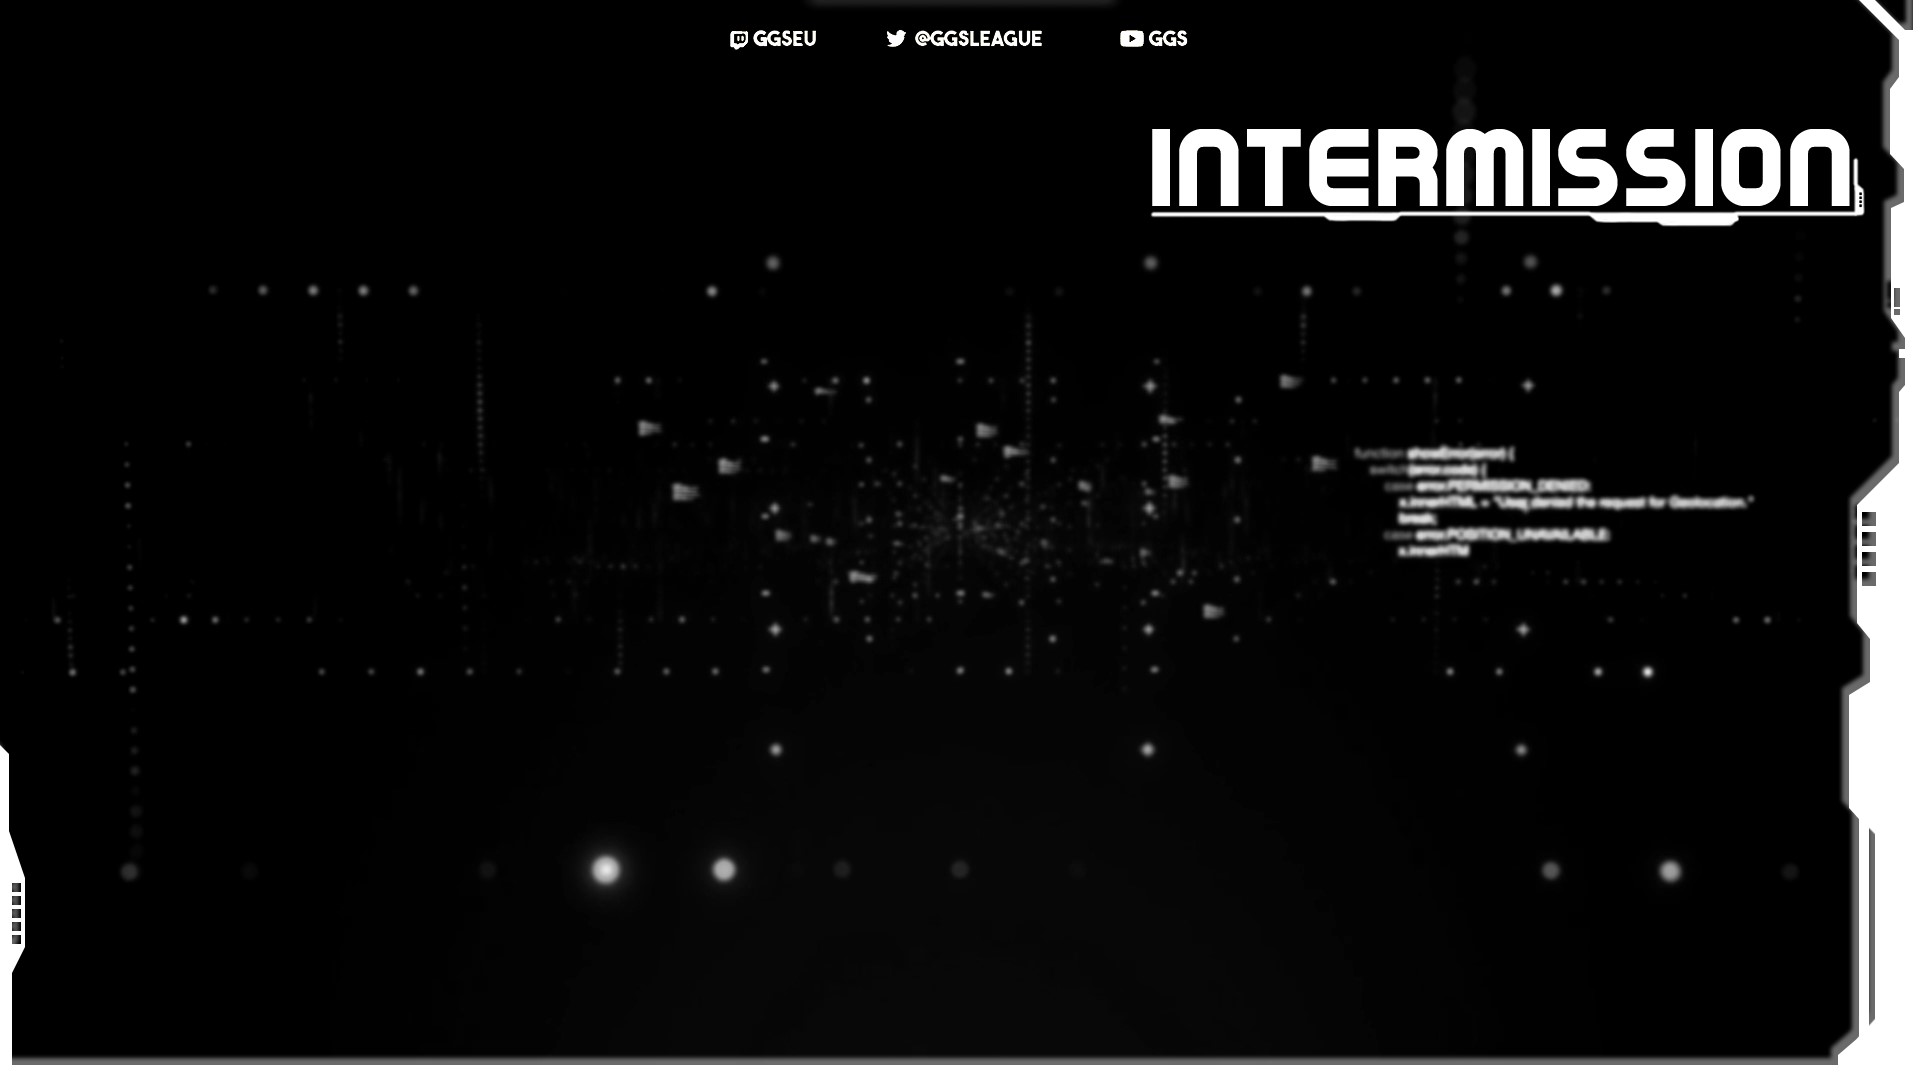 GGSEU
@GGSLEAGUE
GGS
INTERMISSION
function showError(error) {
switch(error.code) {
case error.PERMISSION_DENIED:
x.innerHTML = "User denied the request for Geolocation."
break;
case error.POSITION_UNAVAILABLE:
x.innerHTM